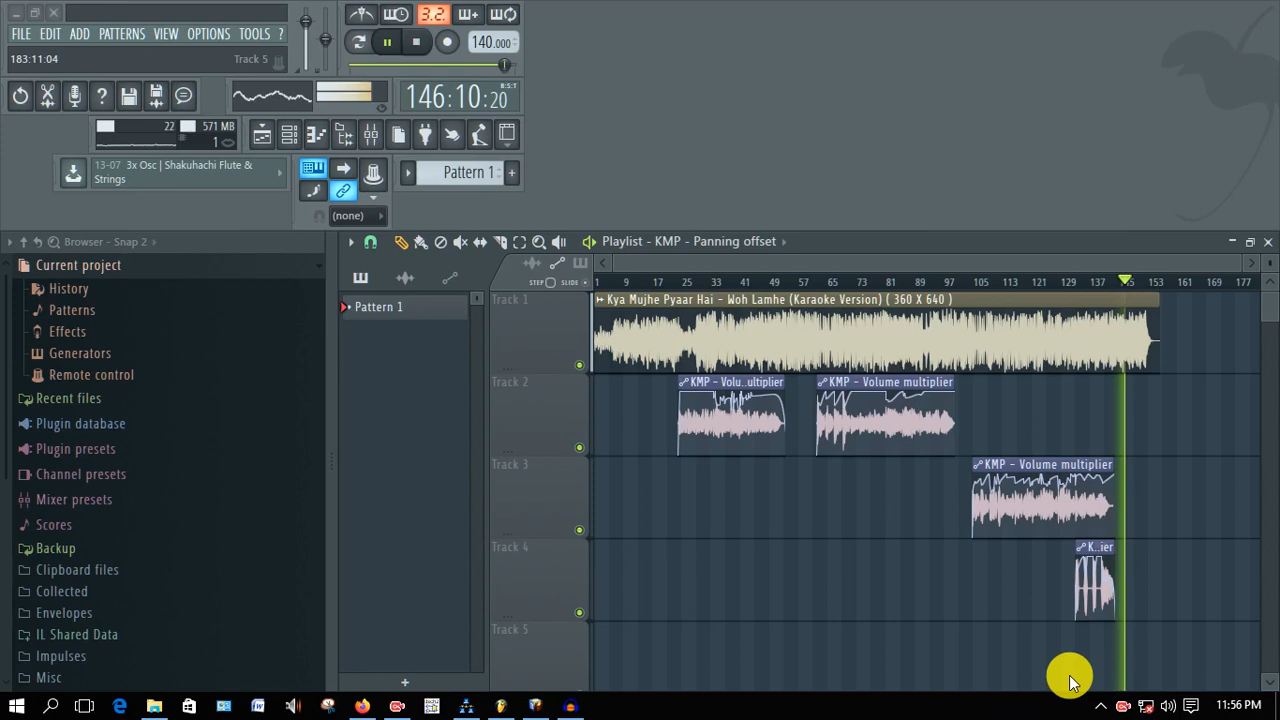 FILE EDIT ADD PATTERNS VIEW OPTIONS TOOLS ?
183:11:04 Track 5
3.2.
140.000
146:10:20
B:S:T
22 571 MB
1
13-07 3x Osc | Shakuhachi Flute &
Strings
Pattern 1
(none)
Browser - Snap 2
Playlist - KMP - Panning offset
STEP SLIDE
1 9 17 25 33 41 49 57 65 73 81 89 97 105 113 121 129 153 161 169 177
Current project
History
Patterns
Effects
Generators
Remote control
Recent files
Plugin database
Plugin presets
Channel presets
Mixer presets
Scores
Backup
Clipboard files
Collected
Envelopes
IL Shared Data
Impulses
Misc
Pattern 1
Track 1
Kya Mujhe Pyaar Hai - Woh Lamhe (Karaoke Version) ( 360 X 640 )
Track 2
KMP - Volu..ultiplier
KMP - Volume multiplier
Track 3
KMP - Volume multiplier
Track 4
K..ier
Track 5
11:56 PM